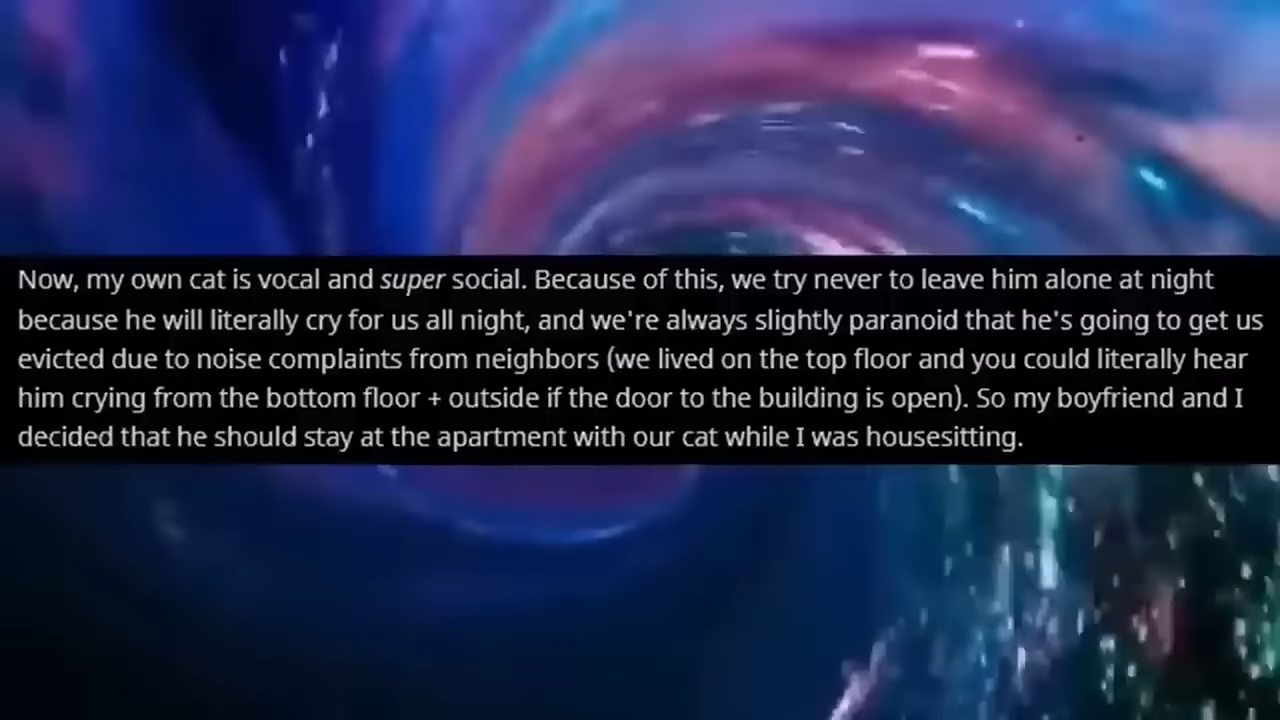 Now, my own cat is vocal and super social. Because of this, we try never to leave him alone at night
because he will literally cry for us all night, and we're always slightly paranoid that he's going to get us
evicted due to noise complaints from neighbors (we lived on the top floor and you could literally hear
him crying from the bottom floor + outside if the door to the building is open). So my boyfriend and I
decided that he should stay at the apartment with our cat while I was housesitting.